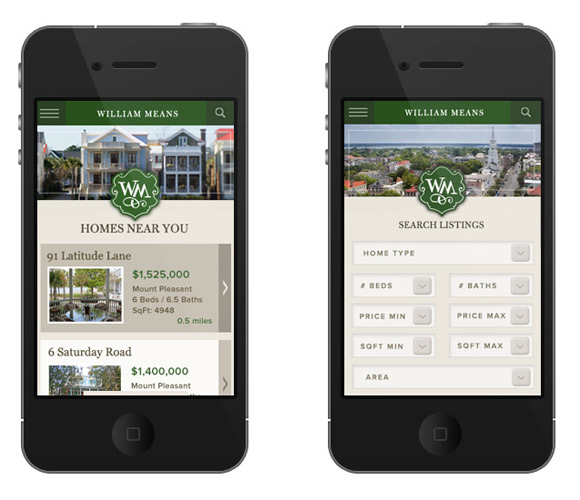 WILLIAM MEANS
WM
HOMES NEAR YOU
91 Latitude Lane
$1,525,000
Mount Pleasant
6 Beds / 6.5 Baths
SqFt: 4948
0.5 miles
6 Saturday Road
$1,400,000
Mount Pleasant
WILLIAM MEANS
WM
SEARCH LISTINGS
HOME TYPE
# BEDS
# BATHS
PRICE MIN
PRICE MAX
SQFT MIN
SQFT MAX
AREA